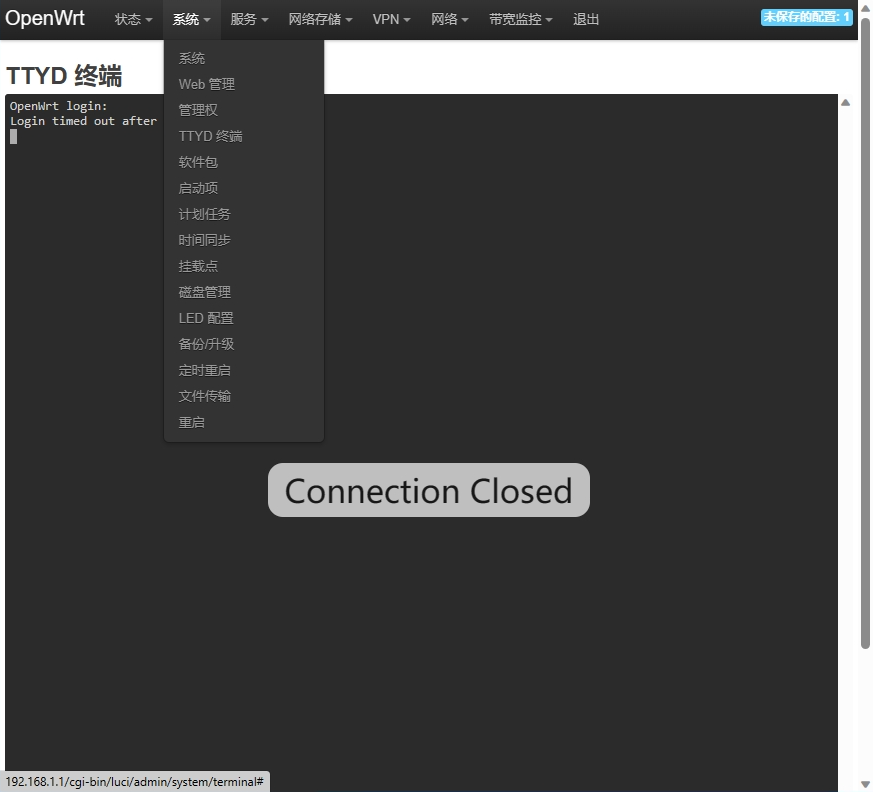 OpenWrt 状态 系统 服务 网络存储 VPN 网络 带宽监控 退出 未保存的配置: 1
TTYD 终端
OpenWrt login:
Login timed out after
系统
Web 管理
管理权
TTYD 终端
软件包
启动项
计划任务
时间同步
挂载点
磁盘管理
LED 配置
备份/升级
定时重启
文件传输
重启
Connection Closed
192.168.1.1/cgi-bin/luci/admin/system/terminal#